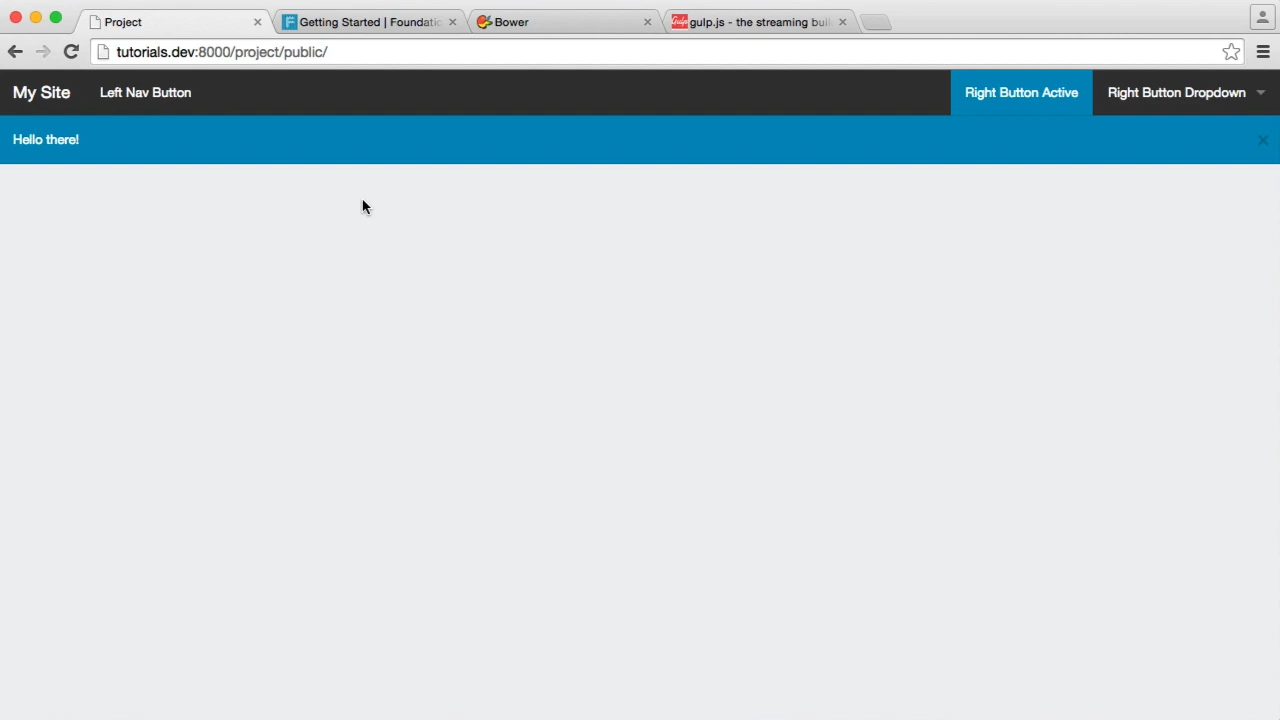 Project
Getting Started | Foundatio
Bower
gulp.js - the streaming buil
tutorials.dev:8000/project/public/
My Site
Left Nav Button
Right Button Active
Right Button Dropdown
Hello there!